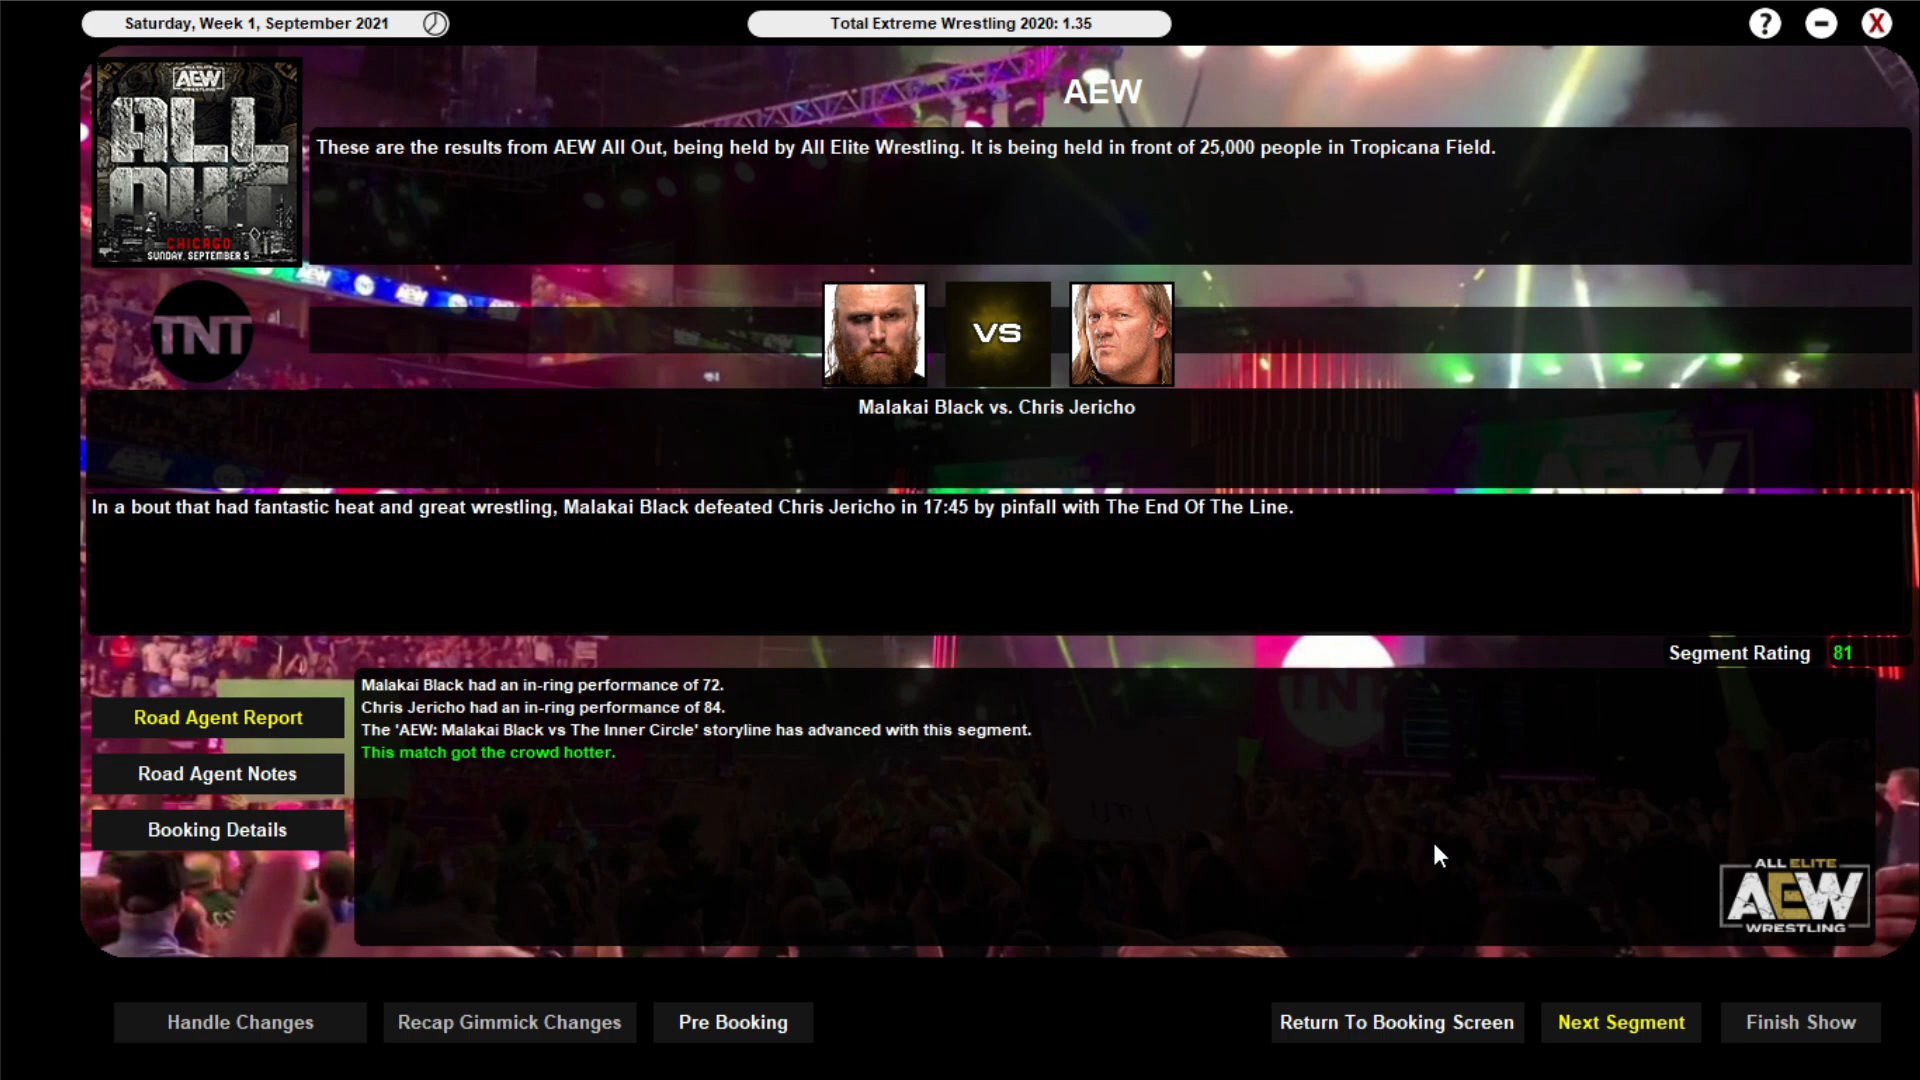 Saturday, Week 1, September 2021
Total Extreme Wrestling 2020: 1.35
?
X
ALL ELITE
AEW
WRESTLING
ALL
OUT
CHICAGO
SUNDAY, SEPTEMBER 5
AEW
These are the results from AEW All Out, being held by All Elite Wrestling. It is being held in front of 25,000 people in Tropicana Field.
TNT
VS
Malakai Black vs. Chris Jericho
In a bout that had fantastic heat and great wrestling, Malakai Black defeated Chris Jericho in 17:45 by pinfall with The End Of The Line.
Segment Rating 81
Road Agent Report
Road Agent Notes
Booking Details
Malakai Black had an in-ring performance of 72.
Chris Jericho had an in-ring performance of 84.
The 'AEW: Malakai Black vs The Inner Circle' storyline has advanced with this segment.
This match got the crowd hotter.
TNT
ALL ELITE
AEW
WRESTLING
Handle Changes
Recap Gimmick Changes
Pre Booking
Return To Booking Screen
Next Segment
Finish Show